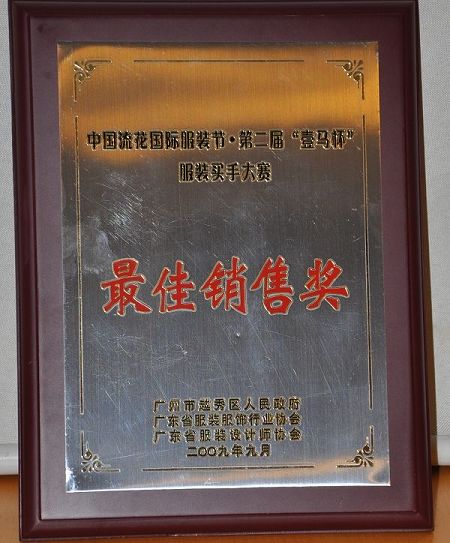 中国流花国际服装节·第二届“壹马杯”
服装买手大赛
最佳销售奖
广州市越秀区人民政府
广东省服装服饰行业协会
广东省服装设计师协会
二〇〇九年九月